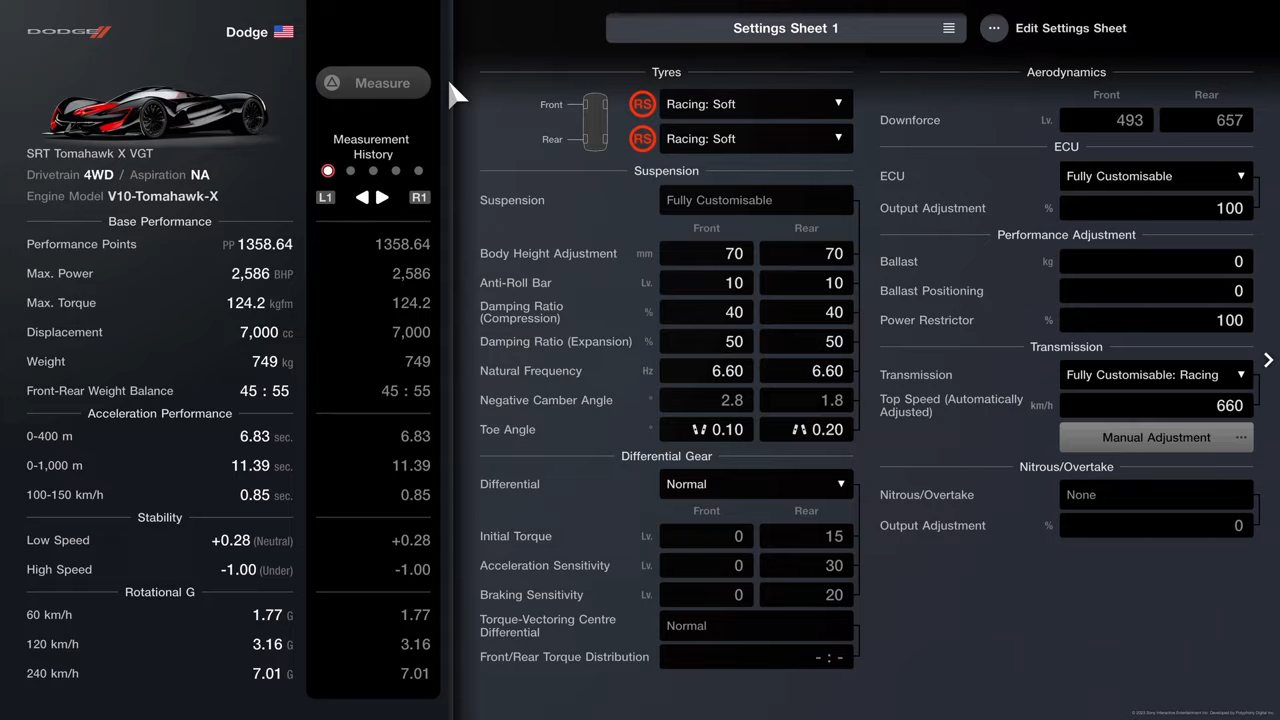 DODGE
Dodge
SRT Tomahawk X VGT
Drivetrain 4WD / Aspiration NA
Engine Model V10-Tomahawk-X
Base Performance
Performance Points PP 1358.64
Max. Power 2,586 BHP
Max. Torque 124.2 kgfm
Displacement 7,000 cc
Weight 749 kg
Front-Rear Weight Balance 45 : 55
Acceleration Performance
0-400 m 6.83 sec.
0-1,000 m 11.39 sec.
100-150 km/h 0.85 sec.
Stability
Low Speed +0.28 (Neutral)
High Speed -1.00 (Under)
Rotational G
60 km/h 1.77 G
120 km/h 3.16 G
240 km/h 7.01 G
Measure
Measurement
History
L1 R1
1358.64
2,586
124.2
7,000
749
45 : 55
6.83
11.39
0.85
+0.28
-1.00
1.77
3.16
7.01
Settings Sheet 1
Edit Settings Sheet
Tyres
Front RS Racing: Soft
Rear RS Racing: Soft
Suspension
Suspension Fully Customisable
Front Rear
Body Height Adjustment mm 70 70
Anti-Roll Bar Lv. 10 10
Damping Ratio
(Compression) % 40 40
Damping Ratio (Expansion) % 50 50
Natural Frequency Hz 6.60 6.60
Negative Camber Angle ° 2.8 1.8
Toe Angle ° 0.10 0.20
Differential Gear
Differential Normal
Front Rear
Initial Torque Lv. 0 15
Acceleration Sensitivity Lv. 0 30
Braking Sensitivity Lv. 0 20
Torque-Vectoring Centre
Differential Normal
Front/Rear Torque Distribution - : -
Aerodynamics
Front Rear
Downforce Lv. 493 657
ECU
ECU Fully Customisable
Output Adjustment % 100
Performance Adjustment
Ballast kg 0
Ballast Positioning 0
Power Restrictor % 100
Transmission
Transmission Fully Customisable: Racing
Top Speed (Automatically
Adjusted) km/h 660
Manual Adjustment
Nitrous/Overtake
Nitrous/Overtake None
Output Adjustment % 0